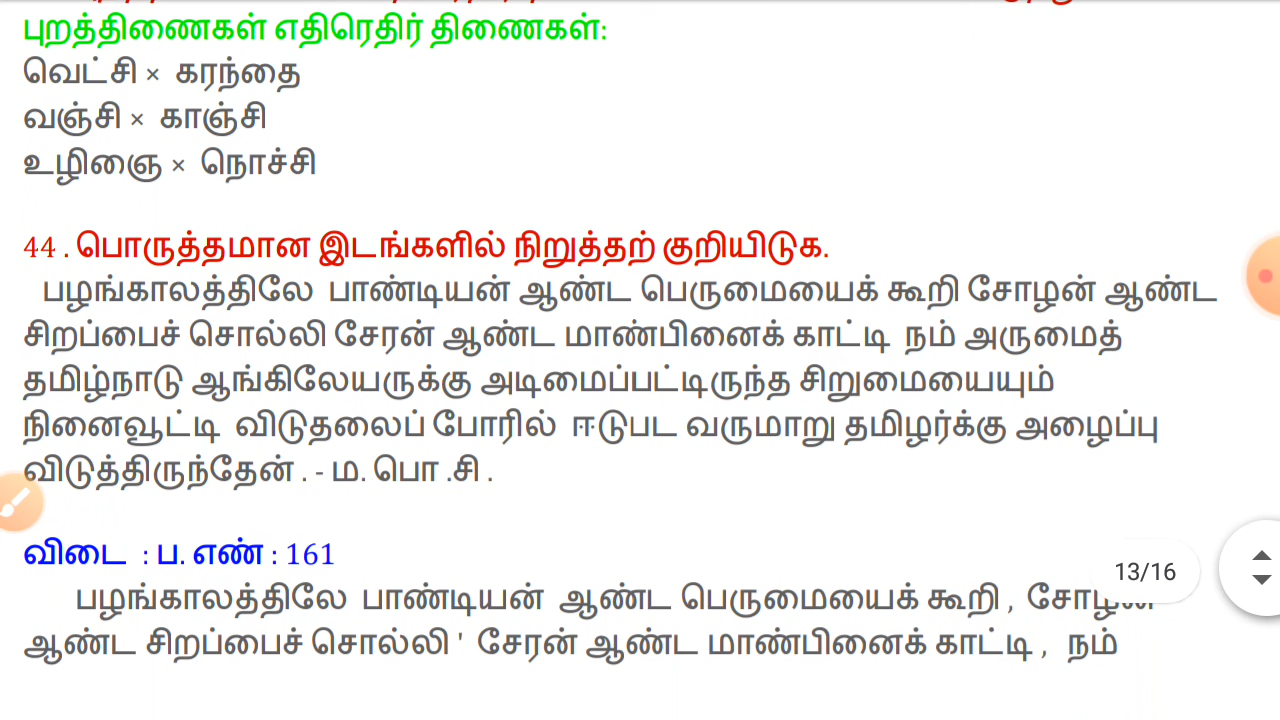 புறத்திணைகள் எதிரெதிர் திணைகள்:
வெட்சி × கரந்தை
வஞ்சி × காஞ்சி
உழிஞை × நொச்சி
44 . பொருத்தமான இடங்களில் நிறுத்தற் குறியிடுக.
பழங்காலத்திலே பாண்டியன் ஆண்ட பெருமையைக் கூறி சோழன் ஆண்ட
சிறப்பைச் சொல்லி சேரன் ஆண்ட மாண்பினைக் காட்டி நம் அருமைத்
தமிழ்நாடு ஆங்கிலேயருக்கு அடிமைப்பட்டிருந்த சிறுமையையும்
நினைவூட்டி விடுதலைப் போரில் ஈடுபட வருமாறு தமிழர்க்கு அழைப்பு
விடுத்திருந்தேன் . - ம. பொ .சி .
விடை : ப. எண் : 161
பழங்காலத்திலே பாண்டியன் ஆண்ட பெருமையைக் கூறி , சோழன்
ஆண்ட சிறப்பைச் சொல்லி ' சேரன் ஆண்ட மாண்பினைக் காட்டி , நம்
13/16